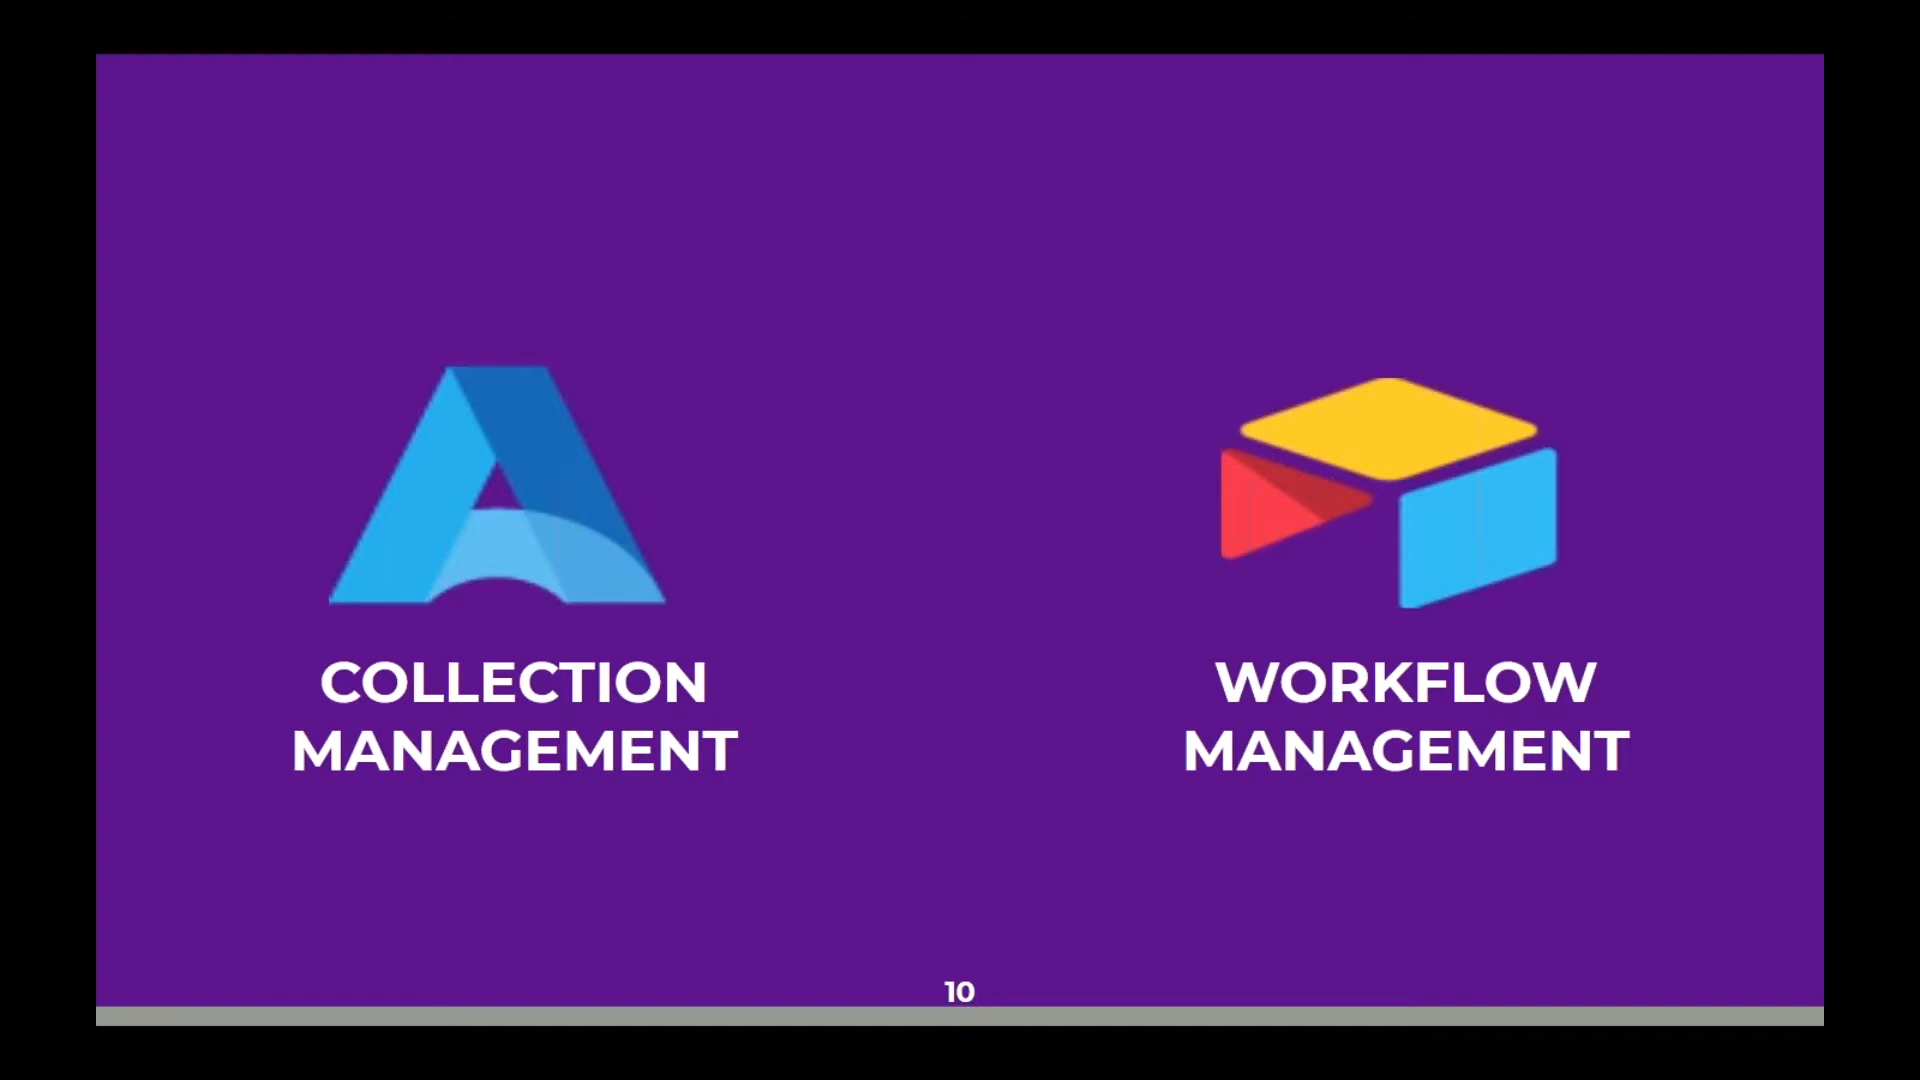 COLLECTION
MANAGEMENT
WORKFLOW
MANAGEMENT
10